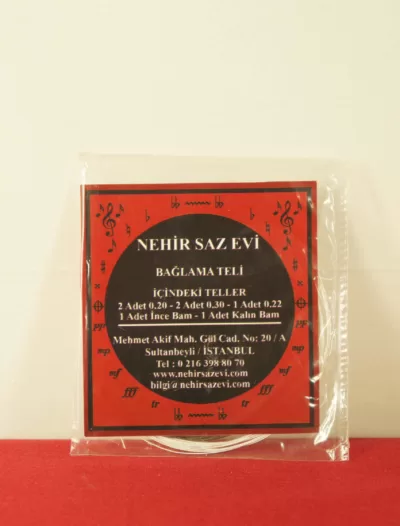 NEHİR SAZ EVİ
BAĞLAMA TELİ
İÇİNDEKİ TELLER
2 Adet 0.20 - 2 Adet 0.30 - 1 Adet 0.22
1 Adet İnce Bam - 1 Adet Kalın Bam
Mehmet Akif Mah. Gül Cad. No: 20 / A
Sultanbeyli / İSTANBUL
Tel : 0 216 398 80 70
www.nehirsazevi.com
bilgi@nehirsazevi.com